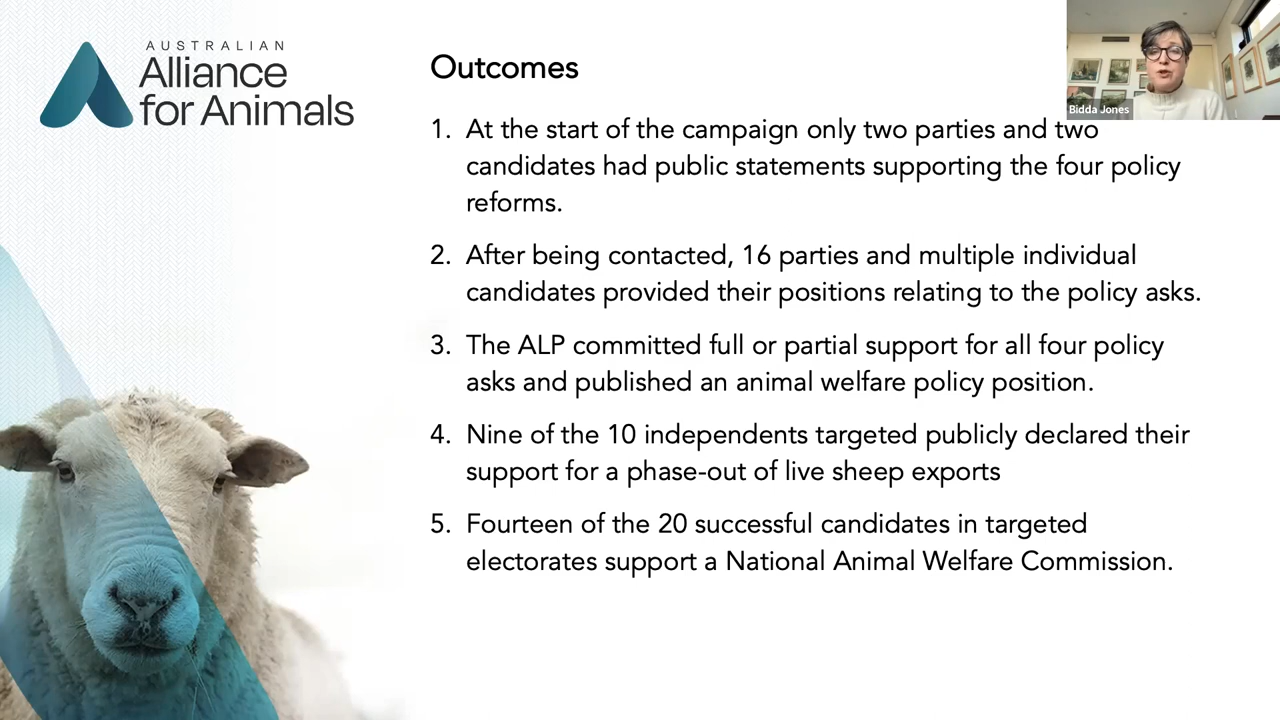 AUSTRALIAN
Alliance
for Animals
Outcomes
Bidda Jones
1. At the start of the campaign only two parties and two
candidates had public statements supporting the four policy
reforms.
2. After being contacted, 16 parties and multiple individual
candidates provided their positions relating to the policy asks.
3. The ALP committed full or partial support for all four policy
asks and published an animal welfare policy position.
4. Nine of the 10 independents targeted publicly declared their
support for a phase-out of live sheep exports
5. Fourteen of the 20 successful candidates in targeted
electorates support a National Animal Welfare Commission.